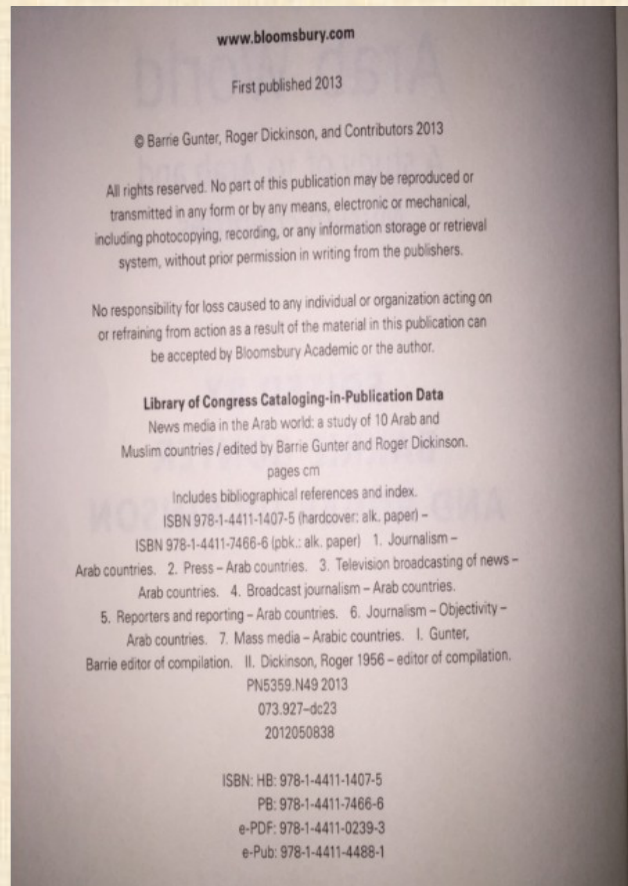 www.bloomsbury.com
First published 2013
© Barrie Gunter, Roger Dickinson, and Contributors 2013
All rights reserved. No part of this publication may be reproduced or
transmitted in any form or by any means, electronic or mechanical,
including photocopying, recording, or any information storage or retrieval
system, without prior permission in writing from the publishers.
No responsibility for loss caused to any individual or organization acting on
or refraining from action as a result of the material in this publication can
be accepted by Bloomsbury Academic or the author.
Library of Congress Cataloging-in-Publication Data
News media in the Arab world: a study of 10 Arab and
Muslim countries / edited by Barrie Gunter and Roger Dickinson.
pages cm
Includes bibliographical references and index.
ISBN 978-1-4411-1407-5 (hardcover: alk. paper) –
ISBN 978-1-4411-7466-6 (pbk.: alk. paper) 1. Journalism –
Arab countries. 2. Press – Arab countries. 3. Television broadcasting of news –
Arab countries. 4. Broadcast journalism – Arab countries.
5. Reporters and reporting – Arab countries. 6. Journalism – Objectivity –
Arab countries. 7. Mass media – Arabic countries. I. Gunter,
Barrie editor of compilation. II. Dickinson, Roger 1956 – editor of compilation.
PN5359.N49 2013
073.927–dc23
2012050838
ISBN: HB: 978-1-4411-1407-5
PB: 978-1-4411-7466-6
e-PDF: 978-1-4411-0239-3
e-Pub: 978-1-4411-4488-1